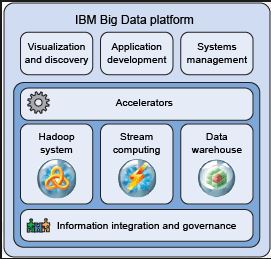 IBM Big Data platform
Visualization
and discovery
Application
development
Systems
management
Accelerators
Hadoop
system
Stream
computing
Data
warehouse
Information integration and governance